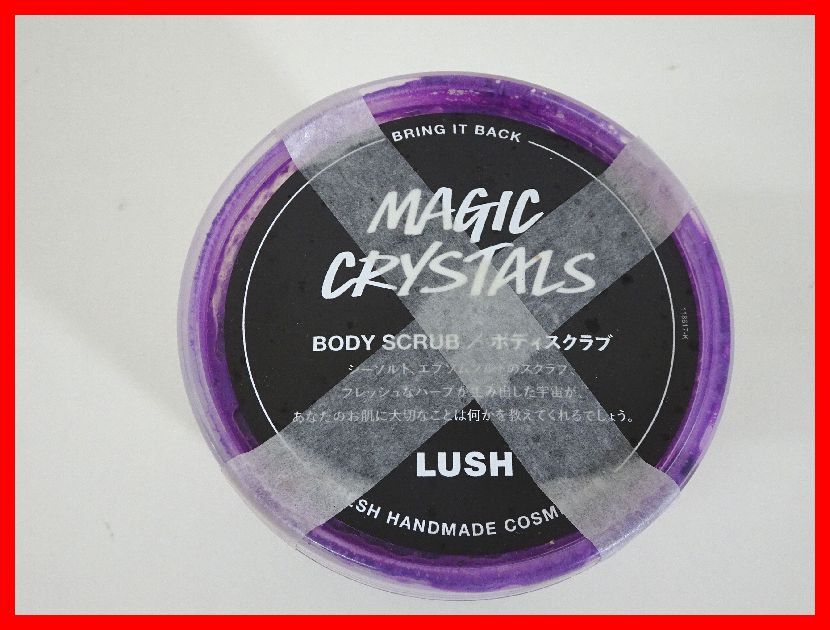 BRING IT BACK
MAGIC
CRYSTALS
BODY SCRUB / ボディスクラブ
シーソルト、エプソムソルトのスクラブ。
フレッシュなハーブが生み出した宇宙が、
あなたのお肌に大切なことは何かを教えてくれるでしょう。
LUSH
HANDMADE